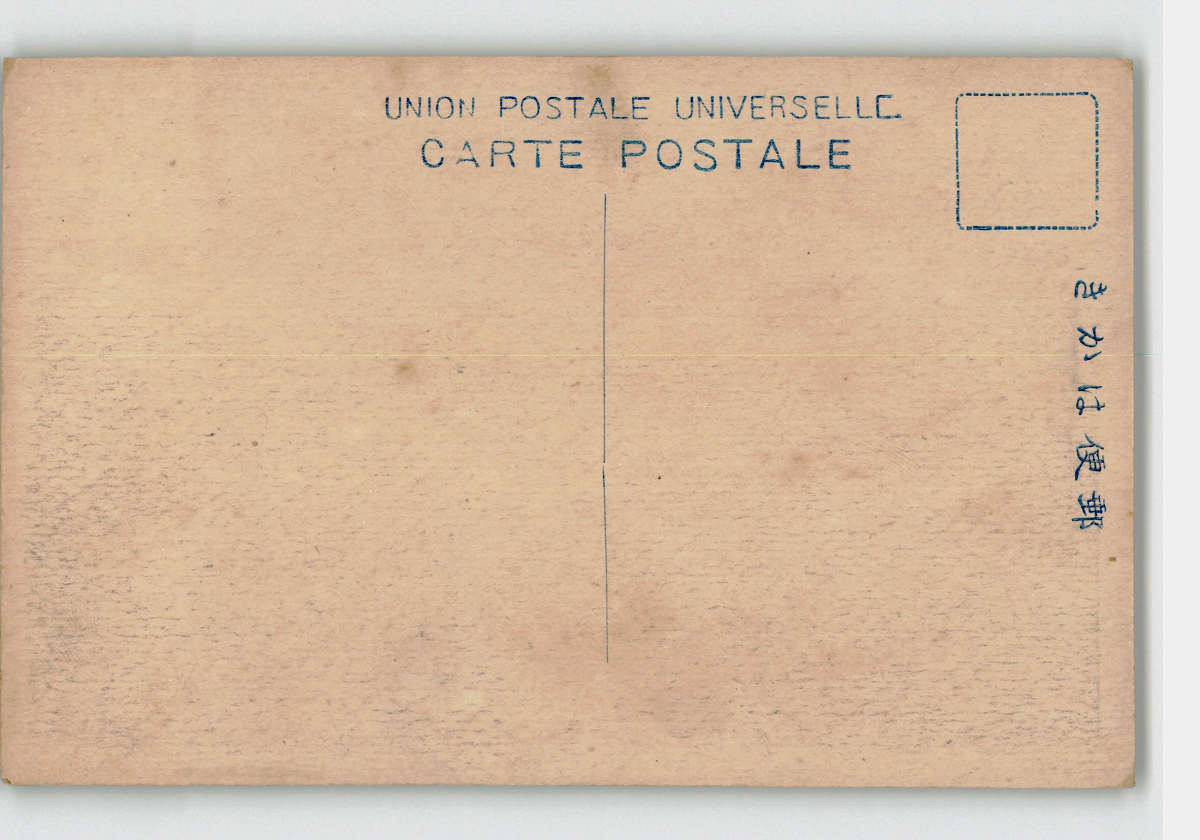 UNION POSTALE UNIVERSELLE.
CARTE POSTALE
郵便はかき